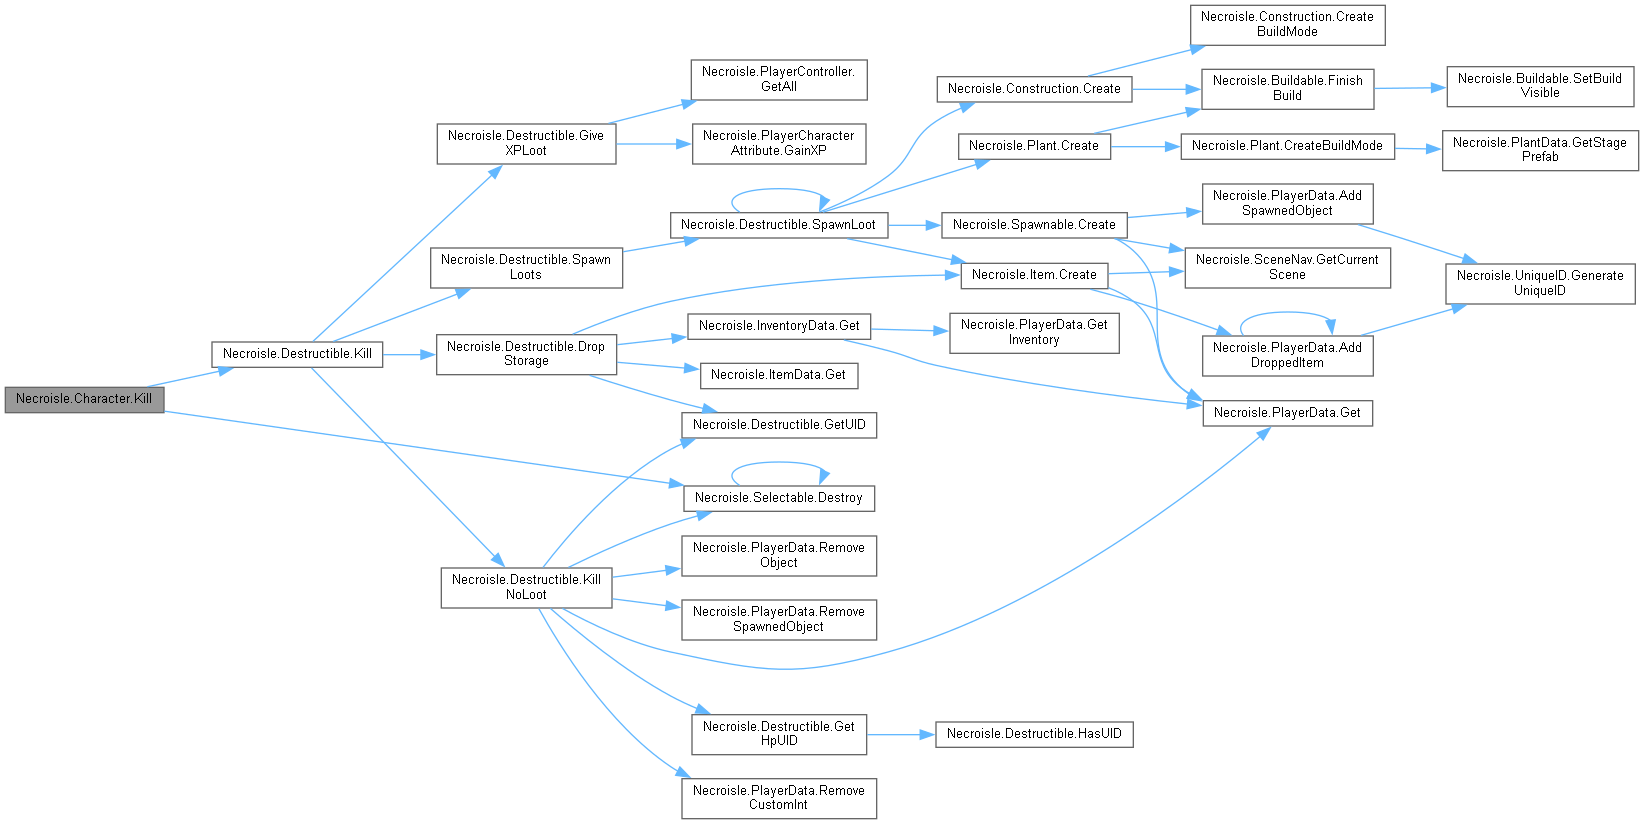 Necroisle.Construction.Create
BuildMode
Necroisle.PlayerController.
GetAll
Necroisle.Construction.Create
Necroisle.Buildable.Finish
Build
Necroisle.Buildable.SetBuild
Visible
Necroisle.Destructible.Give
XPLoot
Necroisle.PlayerCharacter
Attribute.GainXP
Necroisle.Plant.Create
Necroisle.Plant.CreateBuildMode
Necroisle.PlantData.GetStage
Prefab
Necroisle.Destructible.SpawnLoot
Necroisle.Spawnable.Create
Necroisle.PlayerData.Add
SpawnedObject
Necroisle.Destructible.Spawn
Loots
Necroisle.Item.Create
Necroisle.SceneNav.GetCurrent
Scene
Necroisle.UniqueID.Generate
UniqueID
Necroisle.Destructible.Kill
Necroisle.Destructible.Drop
Storage
Necroisle.InventoryData.Get
Necroisle.PlayerData.Get
Inventory
Necroisle.PlayerData.Add
DroppedItem
Necroisle.ItemData.Get
Necroisle.Character.Kill
Necroisle.Destructible.GetUID
Necroisle.PlayerData.Get
Necroisle.Selectable.Destroy
Necroisle.PlayerData.Remove
Object
Necroisle.Destructible.Kill
NoLoot
Necroisle.PlayerData.Remove
SpawnedObject
Necroisle.Destructible.Get
HpUID
Necroisle.Destructible.HasUID
Necroisle.PlayerData.Remove
CustomInt